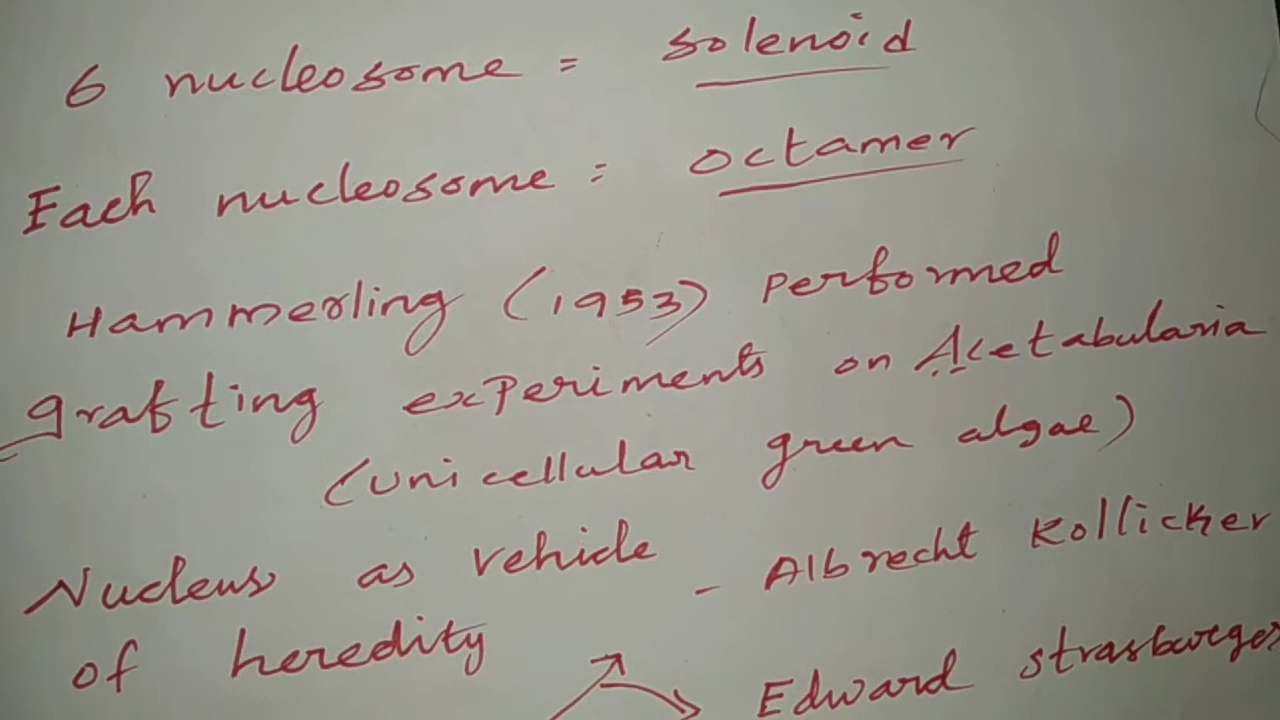 6 nucleosome = solenoid
Each nucleosome = octamer
Hammerling (1953) performed
grafting experiments on Acetabularia
(unicellular green algae)
Nucleus as vehicle - Albrecht Kollicker
of heredity
Edward strasburger